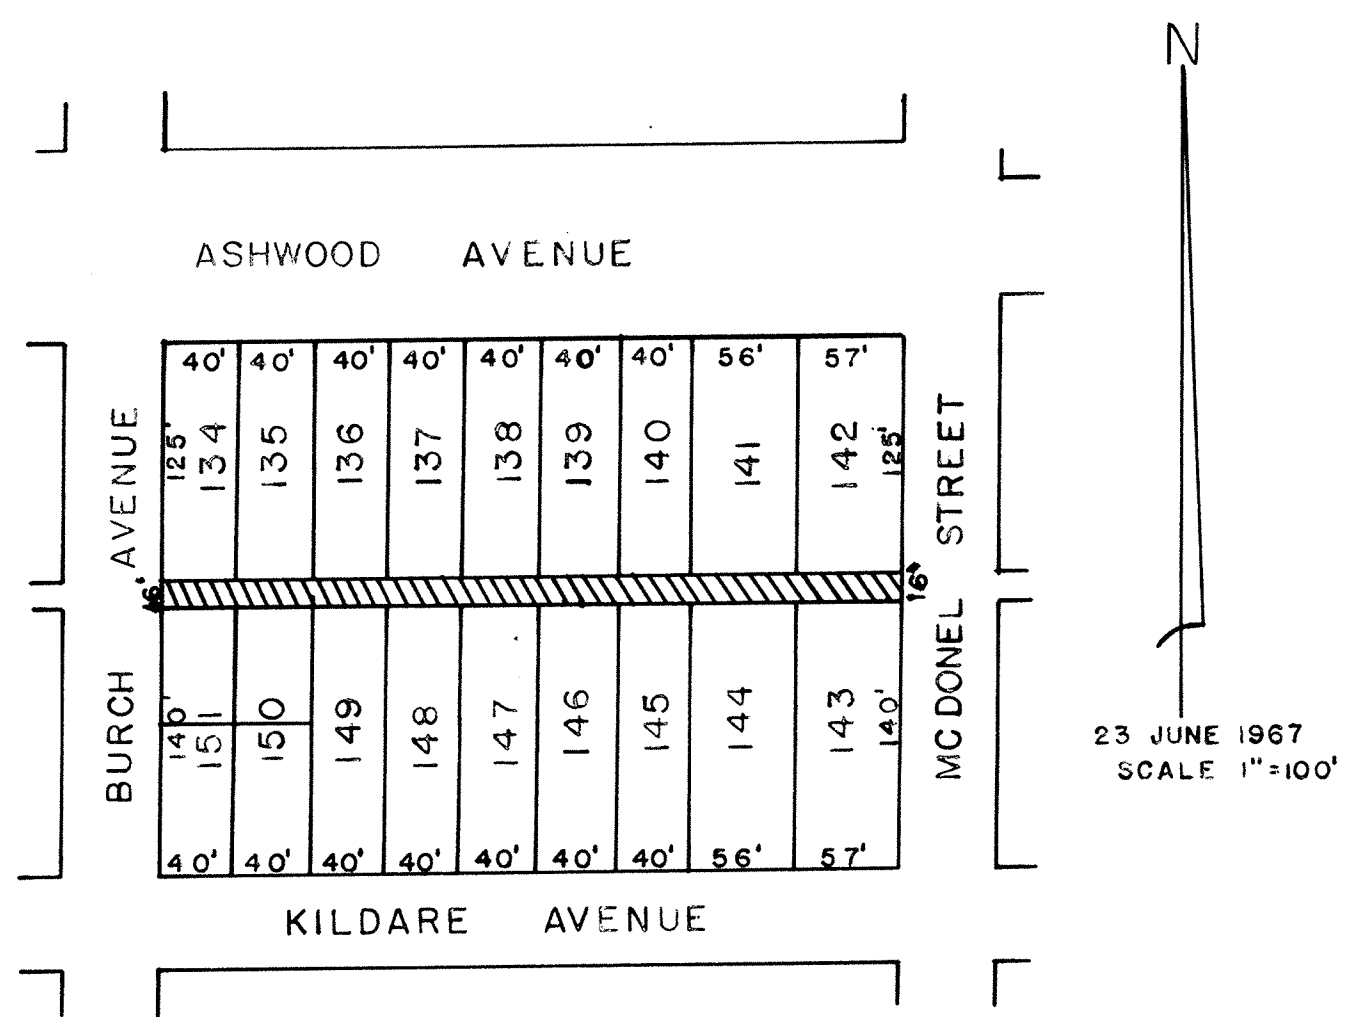 N
ASHWOOD AVENUE
40' 40' 40' 40' 40' 40' 40' 56' 57'
125' 134 135 136 137 138 139 140 141 142 125'
16' 16'
140' 151 150 149 148 147 146 145 144 143 140'
40' 40' 40' 40' 40' 40' 40' 56' 57'
BURCH AVENUE
MC DONEL STREET
KILDARE AVENUE
23 JUNE 1967
SCALE 1"=100'